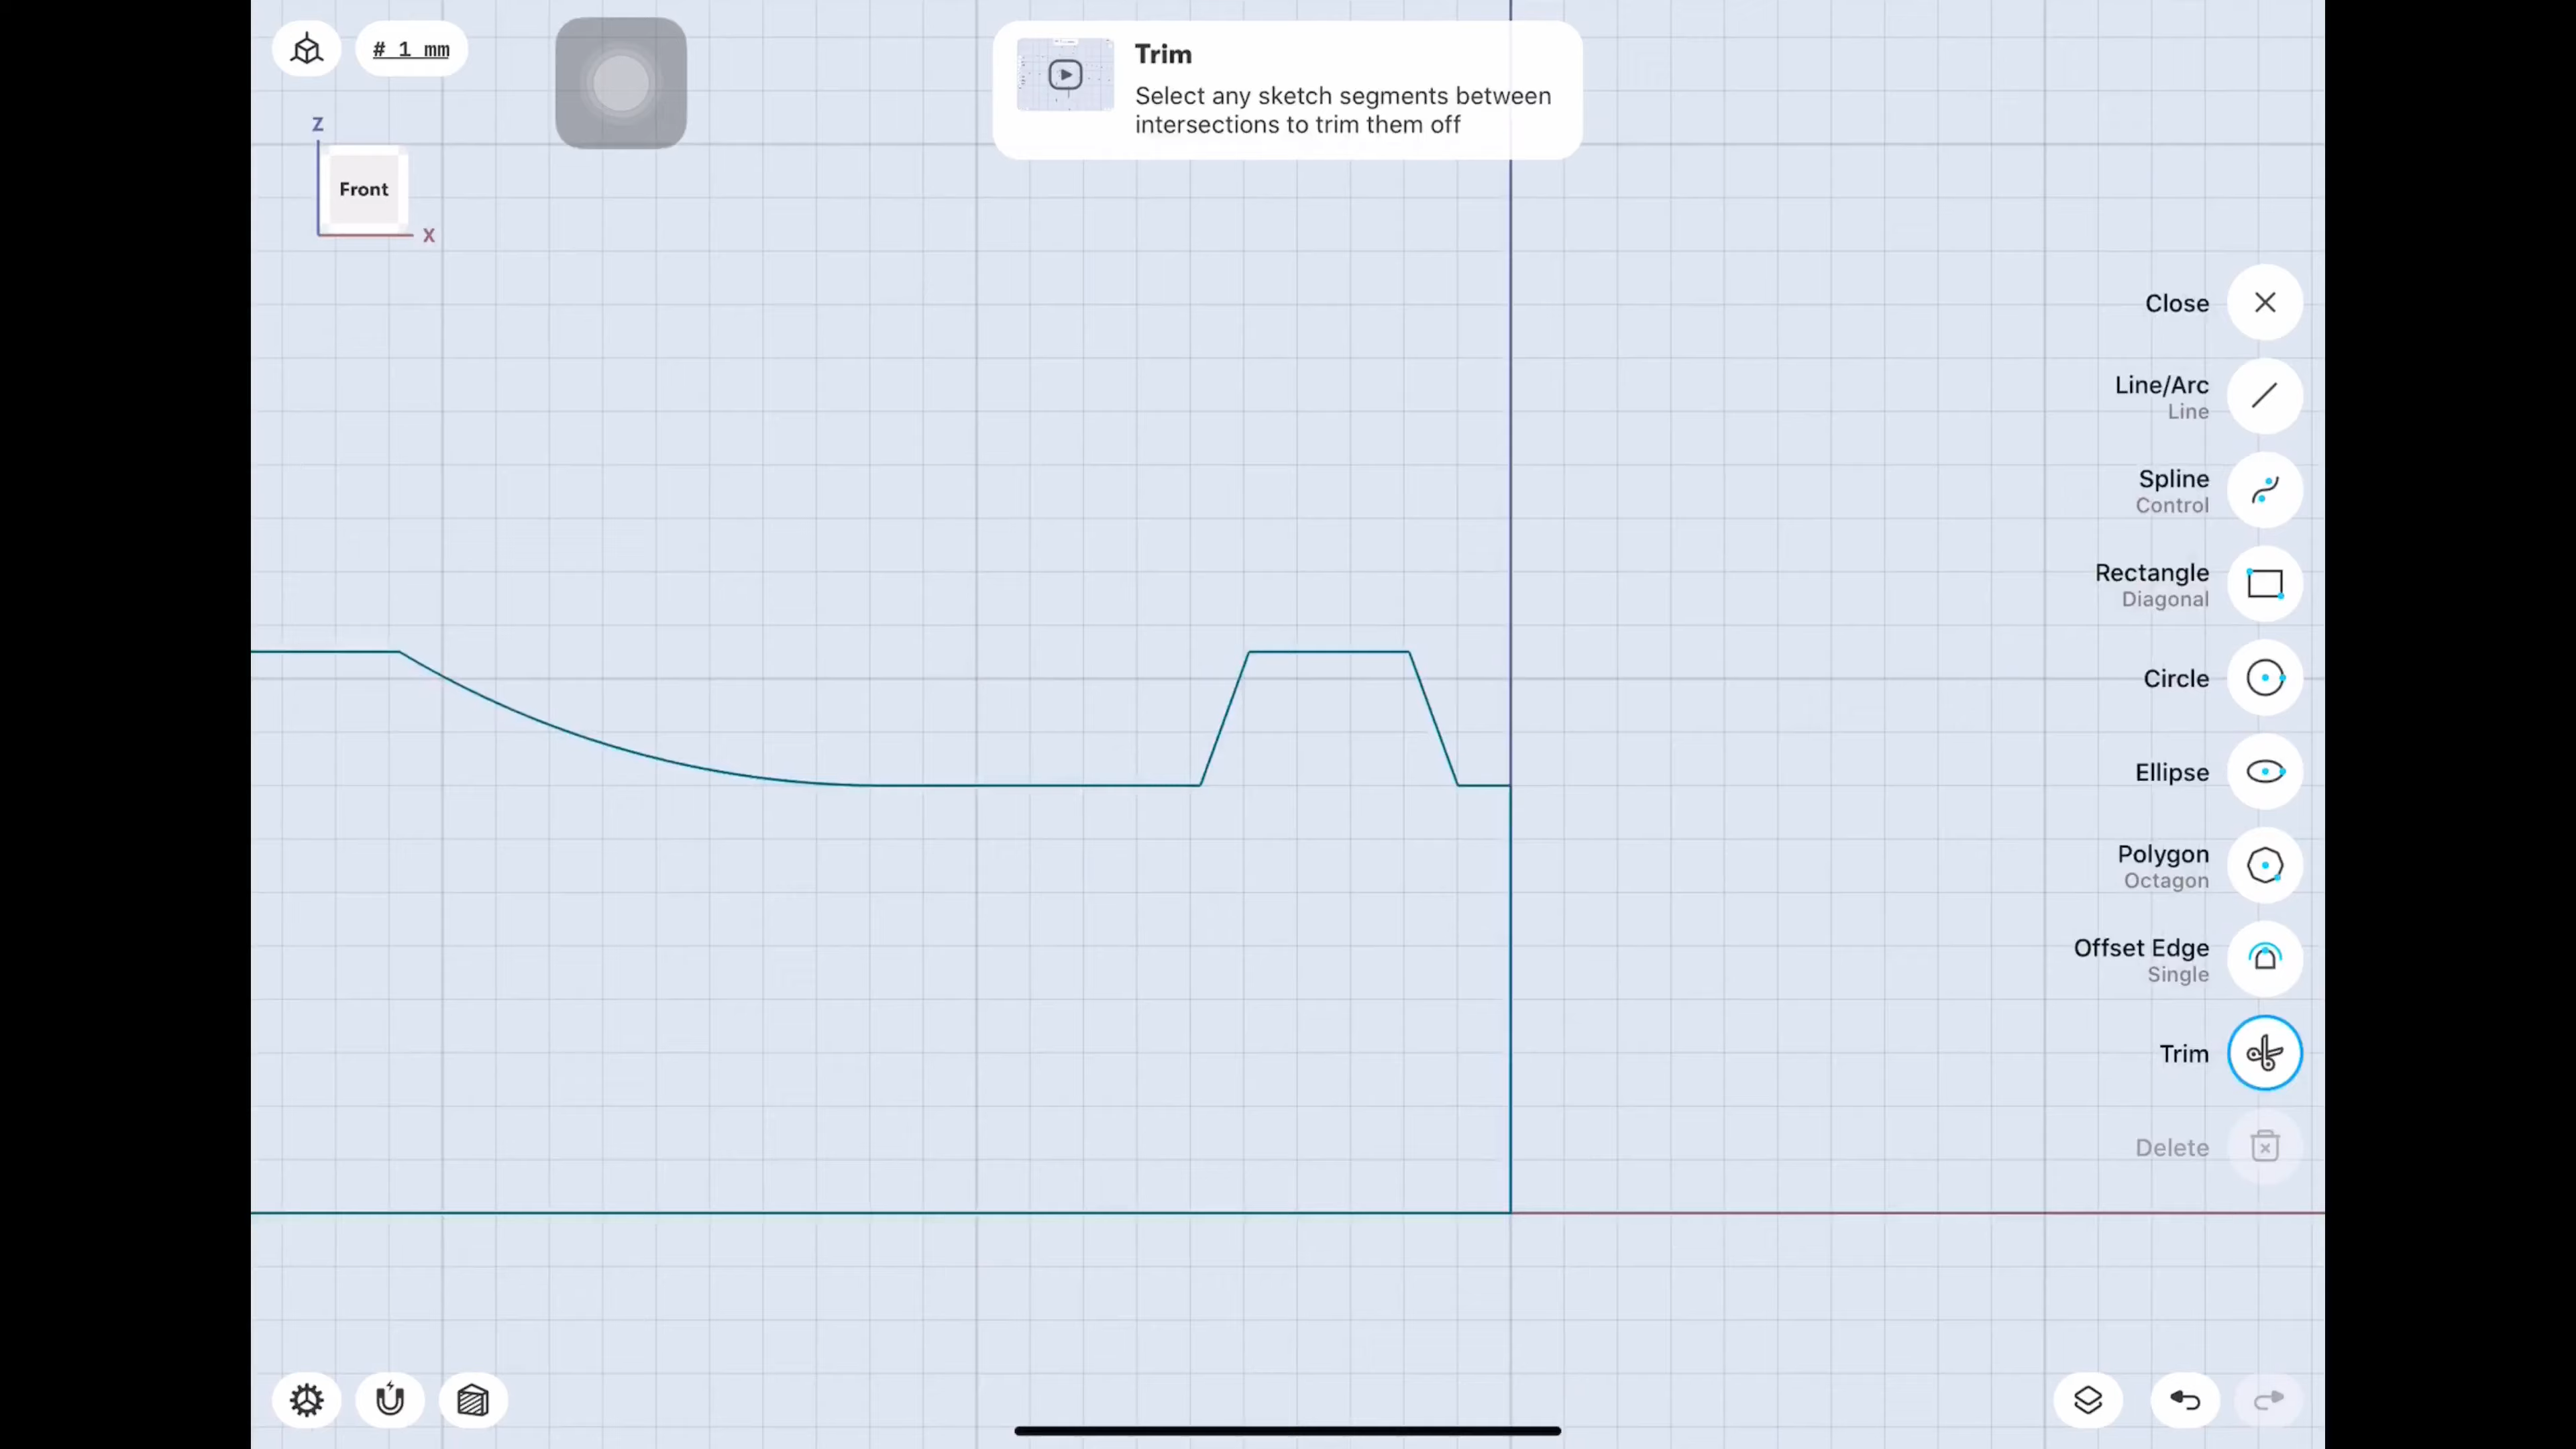 # 1 mm
Trim
Select any sketch segments between
intersections to trim them off
Z
Front
X
Close
Line/Arc
Line
Spline
Control
Rectangle
Diagonal
Circle
Ellipse
Polygon
Octagon
Offset Edge
Single
Trim
Delete